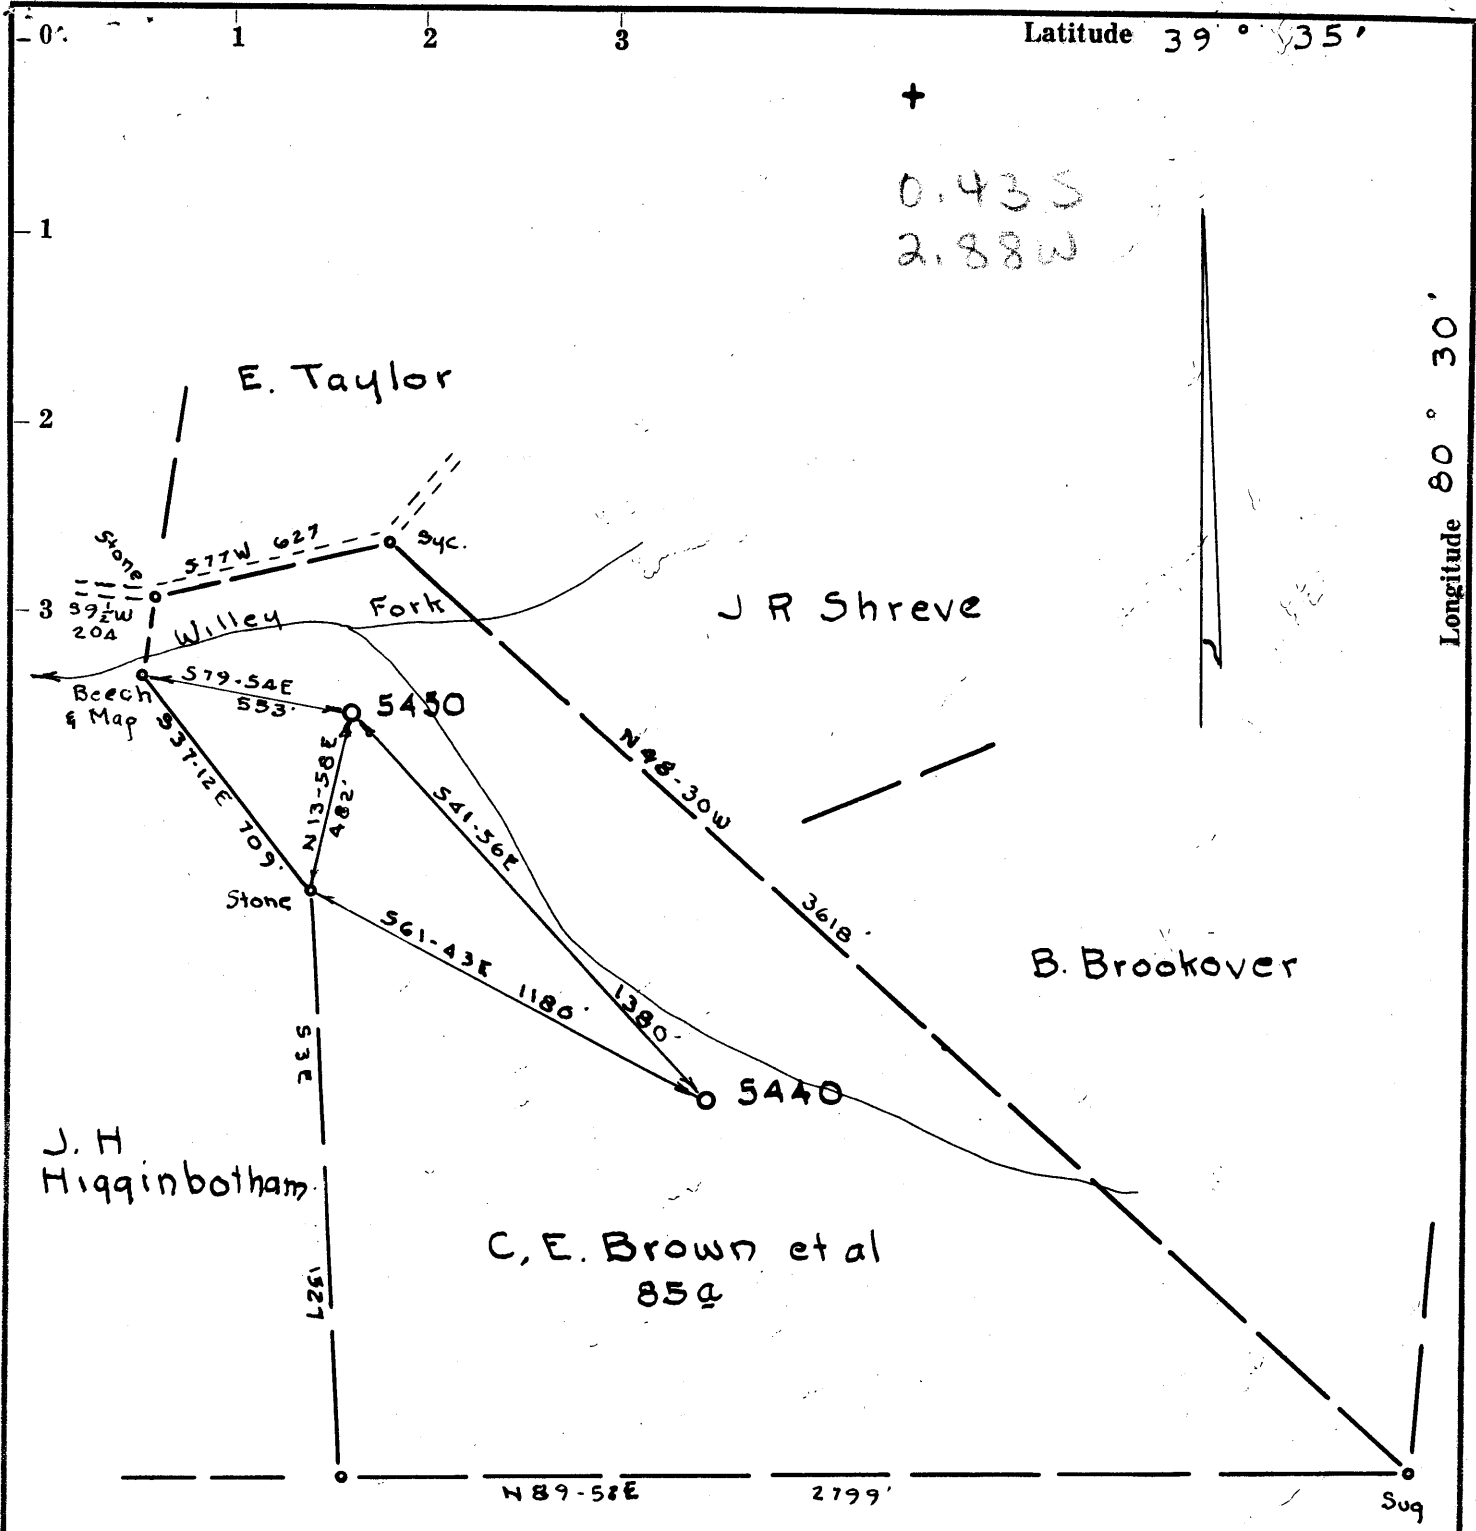 0
1
2
3
Latitude 39° 35'
+
0.43 S
2.88 W
1
Longitude 80° 30'
E. Taylor
2
Stone
S77W 627
Syc.
3
S9½W
204
Willey Fork
J R Shreve
S79-54E
553'
Beech
& Map
5450
S37-12E 709'
N13-58E
482'
N48-30W
3618'
S41-56E
1380'
Stone
S61-43E
1180'
B. Brookover
S3E
1527'
5440
J. H
Higginbotham
C, E. Brown et al
85a
N89-58E 2799'
Sug